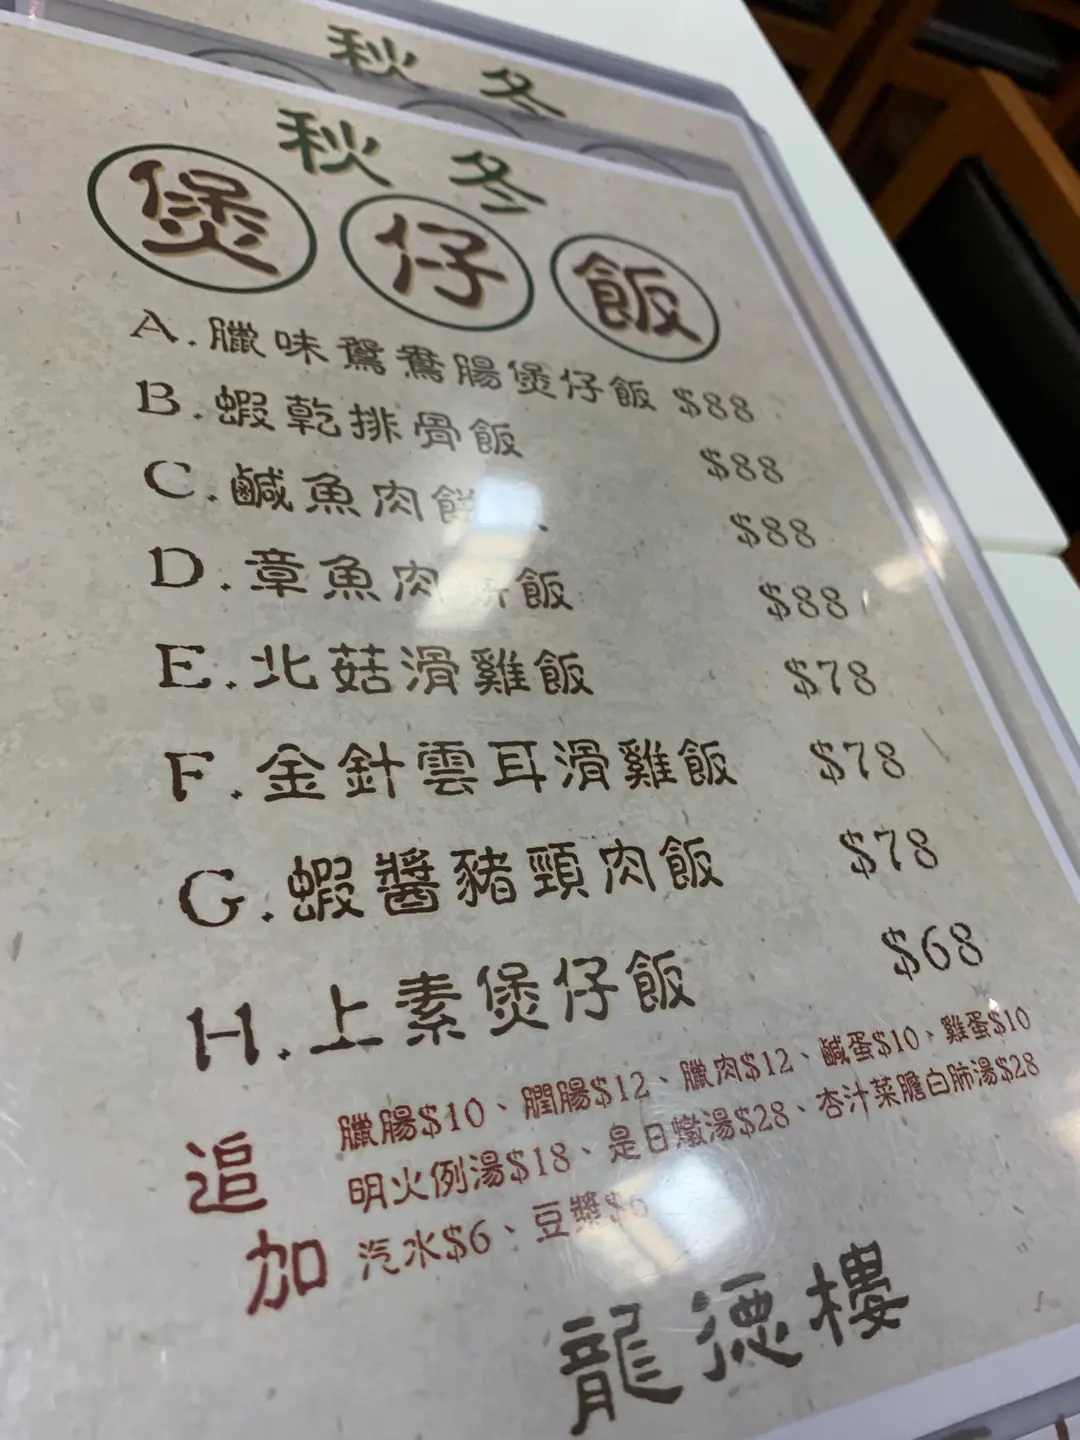 秋冬
秋冬
煲仔飯
A.臘味鴛鴦腸煲仔飯 $88
B.蝦乾排骨飯 $88
C.鹹魚肉餅 $88
D.章魚肉餅飯 $88
E.北菇滑雞飯 $78
F.金針雲耳滑雞飯 $78
G.蝦醬豬頸肉飯 $78
H.上素煲仔飯 $68
追加
臘腸$10、膶腸$12、臘肉$12、鹹蛋$10、雞蛋$10
明火例湯$18、是日燉湯$28、杏汁菜膽白肺湯$28
汽水$6、豆漿$6
龍德樓